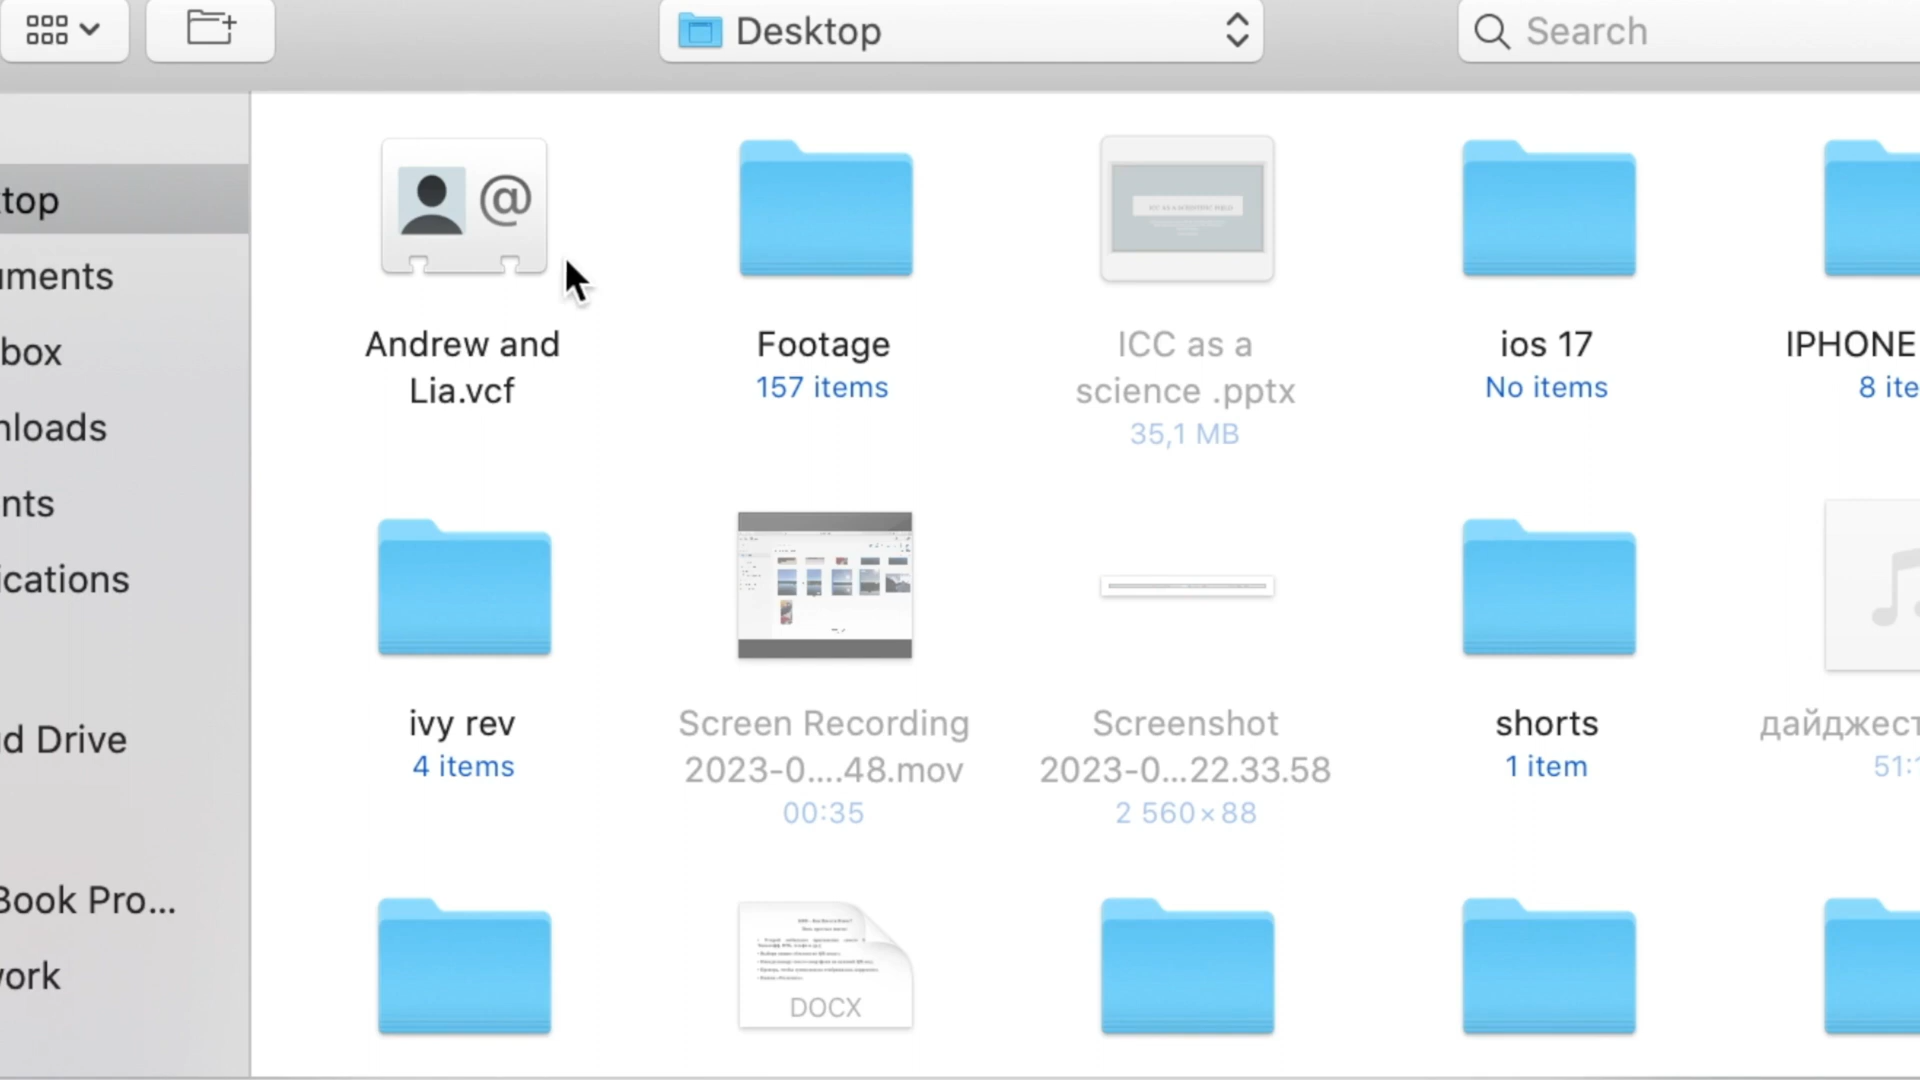 Desktop
Search
top
uments
box
nloads
nts
ications
d Drive
Book Pro...
ork
@
Andrew and
Lia.vcf
Footage
157 items
ICC as a
science .pptx
35,1 MB
ios 17
No items
IPHONE
8 ite
ivy rev
4 items
Screen Recording
2023-0....48.mov
00:35
Screenshot
2023-0...22.33.58
2 560×88
shorts
1 item
дайджест
51:
DOCX